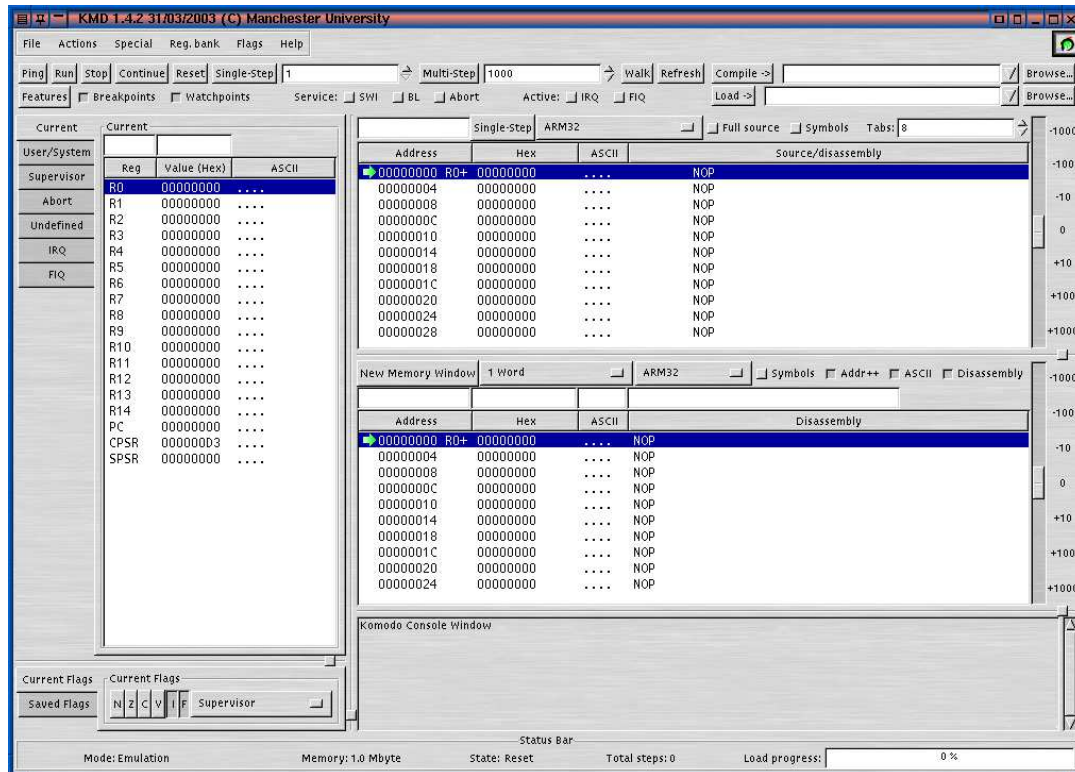 KMD 1.4.2 31/03/2003 (C) Manchester University
File Actions Special Reg. bank Flags Help
Ping Run Stop Continue Reset Single-Step 1 Multi-Step 1000 Walk Refresh Compile -> Browse...
Features Breakpoints Watchpoints Service: SWI BL Abort Active: IRQ FIQ Load -> Browse...
Current
User/System
Supervisor
Abort
Undefined
IRQ
FIQ
Current
Reg Value (Hex) ASCII
R0 00000000 ....
R1 00000000 ....
R2 00000000 ....
R3 00000000 ....
R4 00000000 ....
R5 00000000 ....
R6 00000000 ....
R7 00000000 ....
R8 00000000 ....
R9 00000000 ....
R10 00000000 ....
R11 00000000 ....
R12 00000000 ....
R13 00000000 ....
R14 00000000 ....
PC 00000000 ....
CPSR 000000D3 ....
SPSR 00000000 ....
Single-Step ARM32 Full source Symbols Tabs: 8
Address Hex ASCII Source/disassembly
00000000 R0+ 00000000 .... NOP
00000004 00000000 .... NOP
00000008 00000000 .... NOP
0000000C 00000000 .... NOP
00000010 00000000 .... NOP
00000014 00000000 .... NOP
00000018 00000000 .... NOP
0000001C 00000000 .... NOP
00000020 00000000 .... NOP
00000024 00000000 .... NOP
00000028 00000000 .... NOP
-1000
-100
-10
0
+10
+100
+1000
New Memory Window 1 Word ARM32 Symbols Addr++ ASCII Disassembly
Address Hex ASCII Disassembly
00000000 R0+ 00000000 .... NOP
00000004 00000000 .... NOP
00000008 00000000 .... NOP
0000000C 00000000 .... NOP
00000010 00000000 .... NOP
00000014 00000000 .... NOP
00000018 00000000 .... NOP
0000001C 00000000 .... NOP
00000020 00000000 .... NOP
00000024 00000000 .... NOP
-1000
-100
-10
0
+10
+100
+1000
Komodo Console Window
Current Flags
Saved Flags
Current Flags
N Z C V I F Supervisor
Status Bar
Mode: Emulation Memory: 1.0 Mbyte State: Reset Total steps: 0 Load progress: 0 %